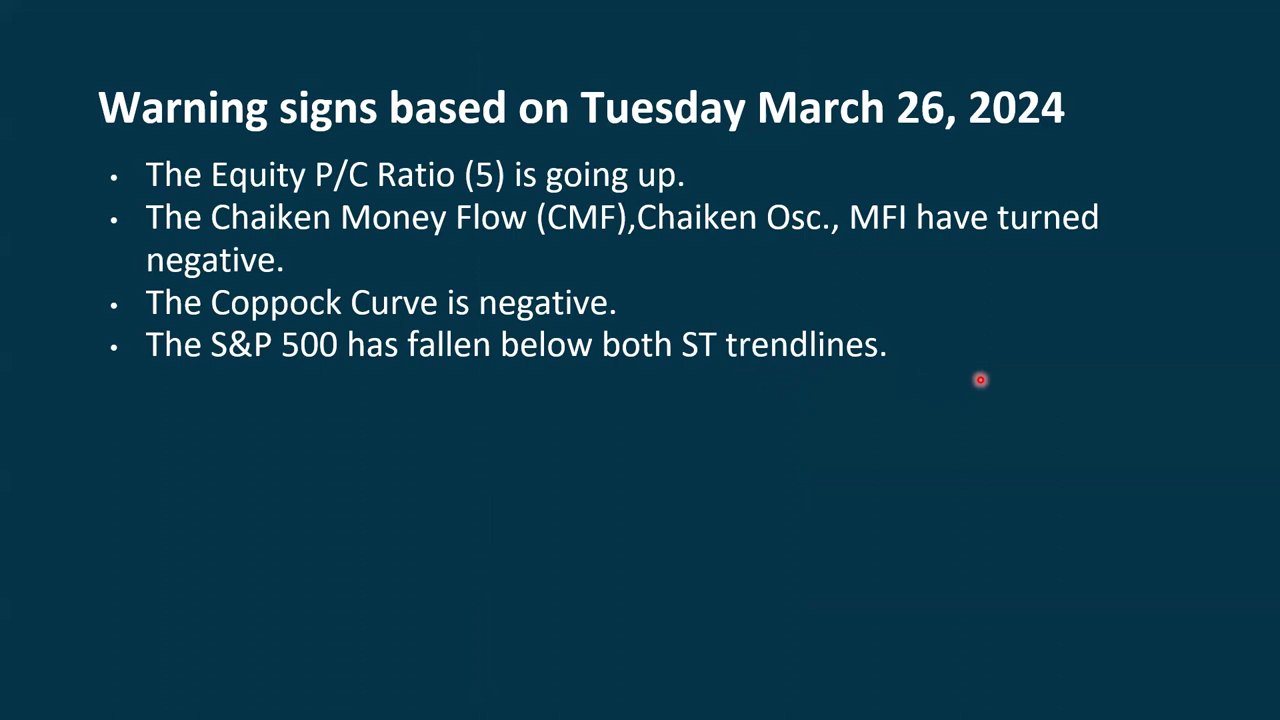 Warning signs based on Tuesday March 26, 2024
• The Equity P/C Ratio (5) is going up.
• The Chaiken Money Flow (CMF),Chaiken Osc., MFI have turned
negative.
• The Coppock Curve is negative.
• The S&P 500 has fallen below both ST trendlines.